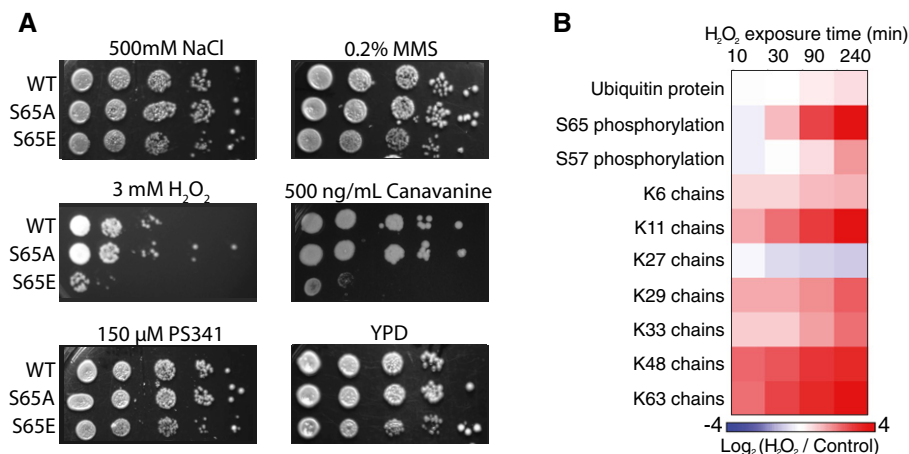 A
500mM NaCl
0.2% MMS
WT
S65A
S65E
3 mM H₂O₂
500 ng/mL Canavanine
WT
S65A
S65E
150 µM PS341
YPD
WT
S65A
S65E
B
H₂O₂ exposure time (min)
10 30 90 240
Ubiquitin protein
S65 phosphorylation
S57 phosphorylation
K6 chains
K11 chains
K27 chains
K29 chains
K33 chains
K48 chains
K63 chains
-4 4
Log₂(H₂O₂ / Control)